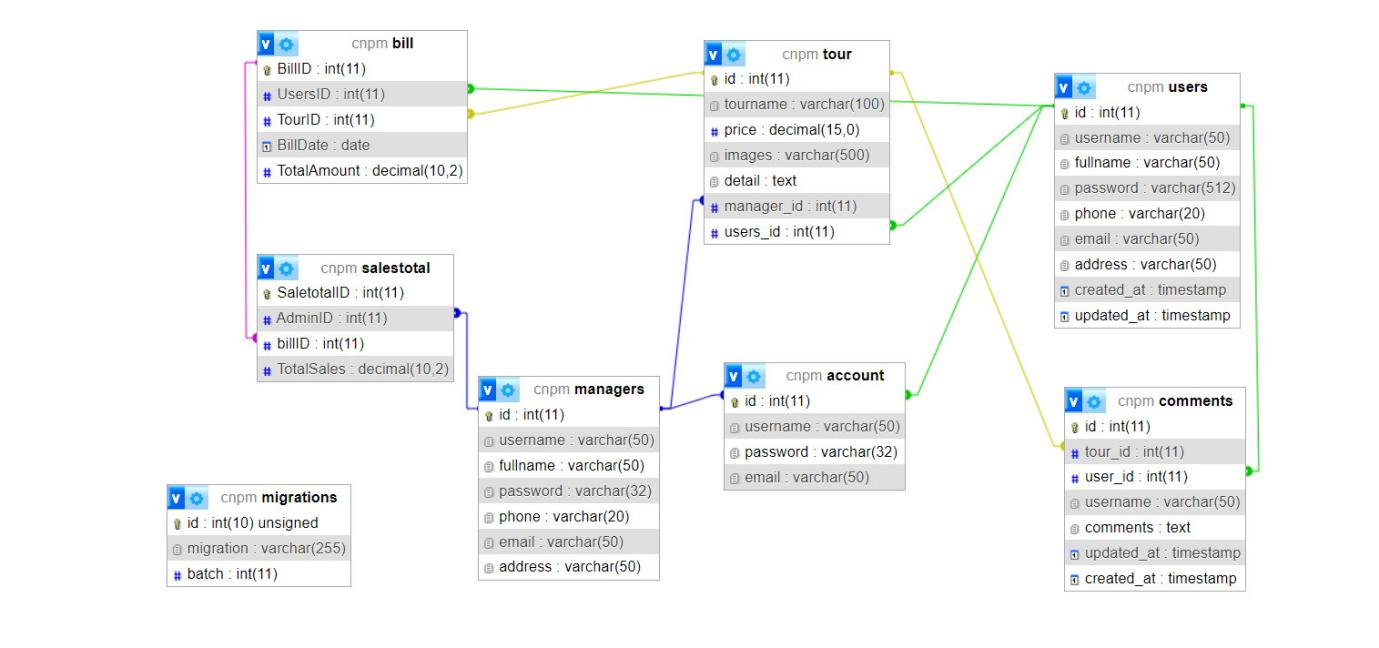 cnpm bill
BillID : int(11)
UsersID : int(11)
TourID : int(11)
BillDate : date
TotalAmount : decimal(10,2)
cnpm tour
id : int(11)
tourname : varchar(100)
price : decimal(15,0)
images : varchar(500)
detail : text
manager_id : int(11)
users_id : int(11)
cnpm users
id : int(11)
username : varchar(50)
fullname : varchar(50)
password : varchar(512)
phone : varchar(20)
email : varchar(50)
address : varchar(50)
created_at : timestamp
updated_at : timestamp
cnpm salestotal
SaletotalID : int(11)
AdminID : int(11)
billID : int(11)
TotalSales : decimal(10,2)
cnpm managers
id : int(11)
username : varchar(50)
fullname : varchar(50)
password : varchar(32)
phone : varchar(20)
email : varchar(50)
address : varchar(50)
cnpm account
id : int(11)
username : varchar(50)
password : varchar(32)
email : varchar(50)
cnpm comments
id : int(11)
tour_id : int(11)
user_id : int(11)
username : varchar(50)
comments : text
updated_at : timestamp
created_at : timestamp
cnpm migrations
id : int(10) unsigned
migration : varchar(255)
batch : int(11)